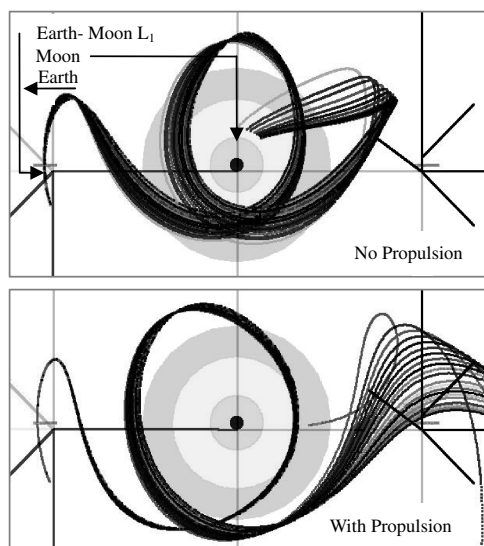 Earth- Moon L₁
Moon
Earth
No Propulsion
With Propulsion